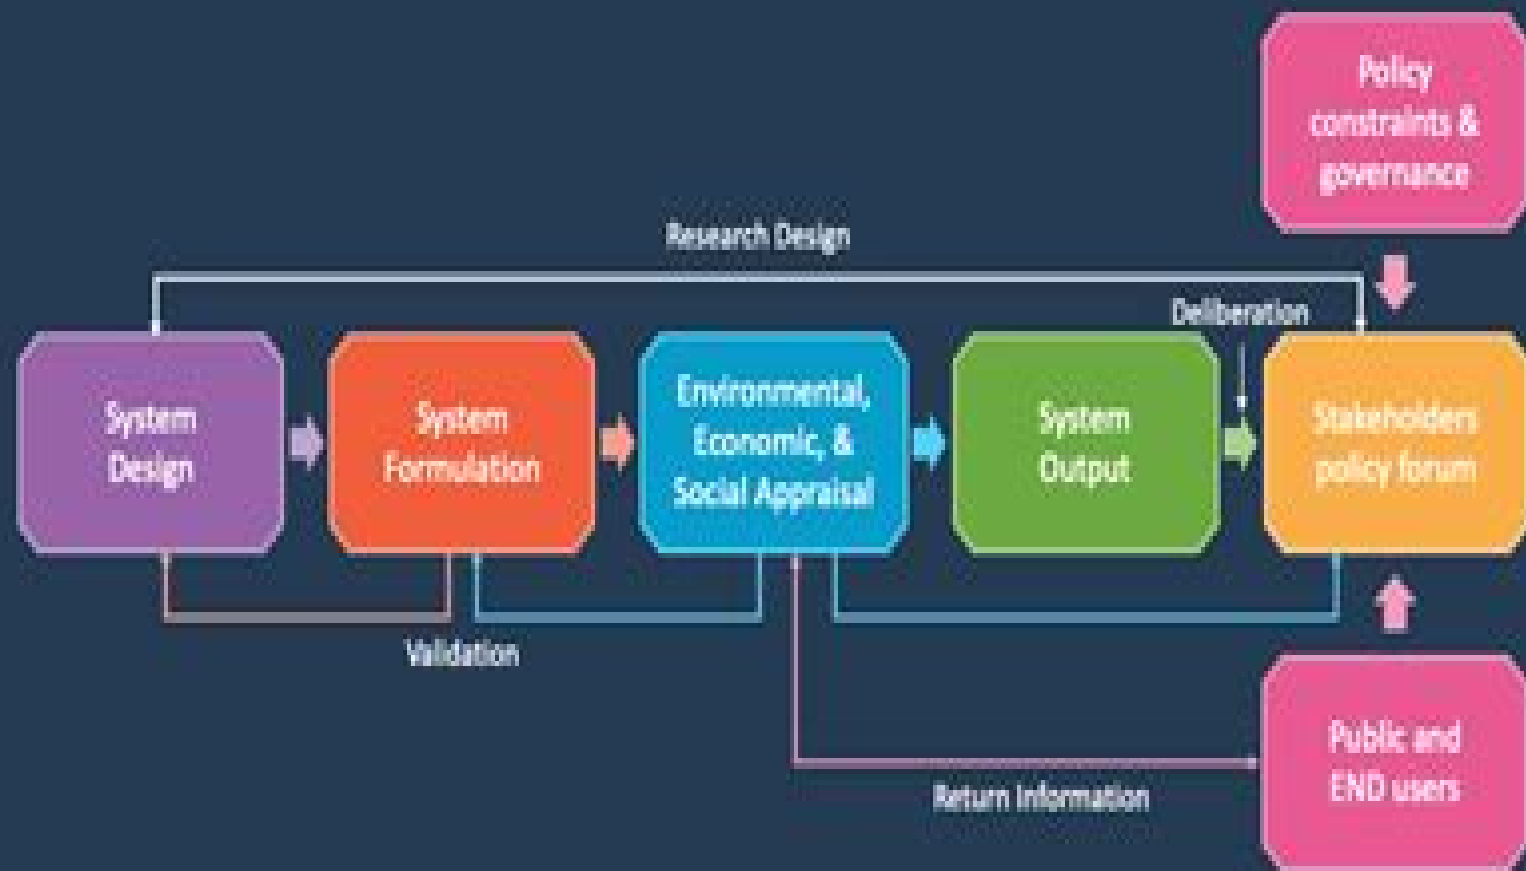 Policy
constraints &
governance
Research Design
Deliberation
System
Design
System
Formulation
Environmental,
Economic, &
Social Appraisal
System
Output
Stakeholders
policy forum
Validation
Return Information
Public and
END users